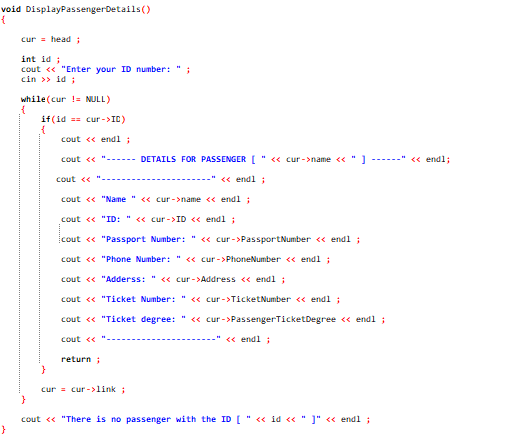 void DisplayPassengerDetails()
{
cur = head ;
int id ;
cout << "Enter your ID number: " ;
cin >> id ;
while(cur != NULL)
{
if(id == cur->ID)
{
cout << endl ;
cout << "------ DETAILS FOR PASSENGER [ " << cur->name << " ] ------" << endl;
cout << "----------------------" << endl ;
cout << "Name " << cur->name << endl ;
cout << "ID: " << cur->ID << endl ;
cout << "Passport Number: " << cur->PassportNumber << endl ;
cout << "Phone Number: " << cur->PhoneNumber << endl ;
cout << "Adderss: " << cur->Address << endl ;
cout << "Ticket Number: " << cur->TicketNumber << endl ;
cout << "Ticket degree: " << cur->PassengerTicketDegree << endl ;
cout << "----------------------" << endl ;
return ;
}
cur = cur->link ;
}
cout << "There is no passenger with the ID [ " << id << " ]" << endl ;
}